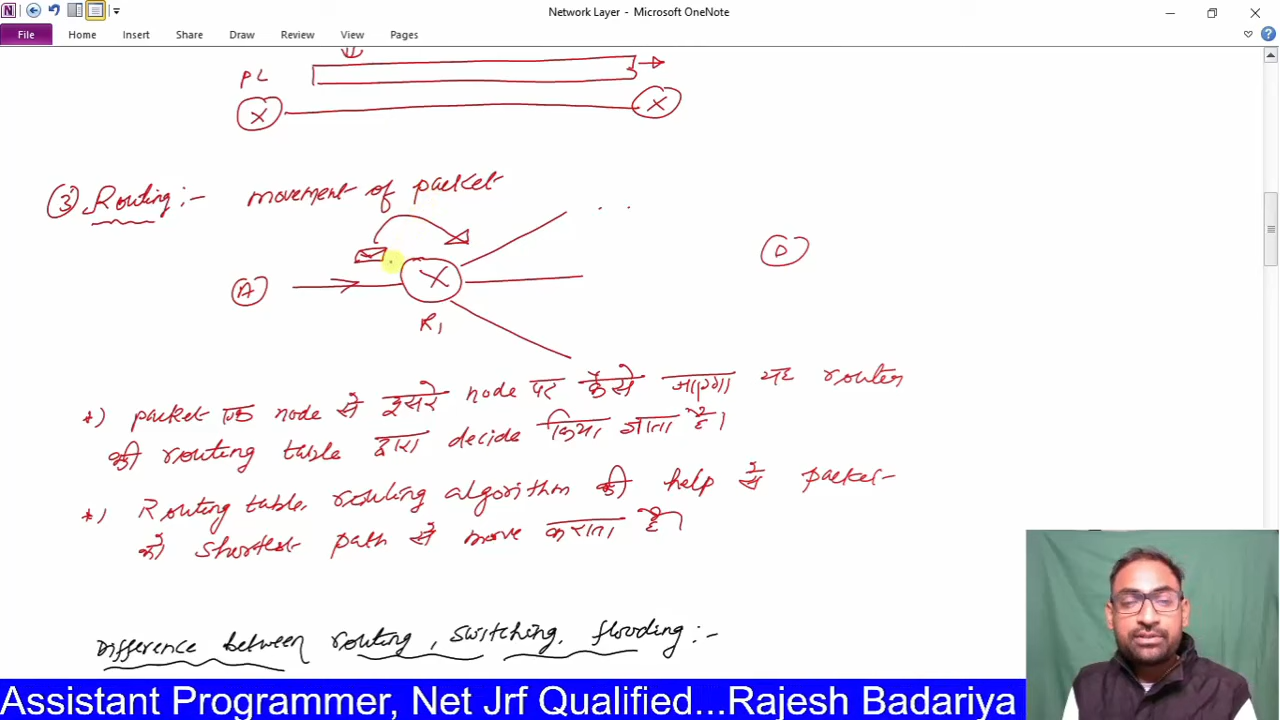 Network Layer - Microsoft OneNote
File Home Insert Share Draw Review History Pages
PL
X X
③ Routing :- movement of packet
A X D
R1
*) packet एक node से दूसरे node पर कैसे जाएगा यह router
की routing table द्वारा decide किया जाता है।
*) Routing table, routing algorithm की help से packet
को shortest path से move कराता है
Difference between routing, switching, flooding :-
Assistant Programmer, Net Jrf Qualified...Rajesh Badariya